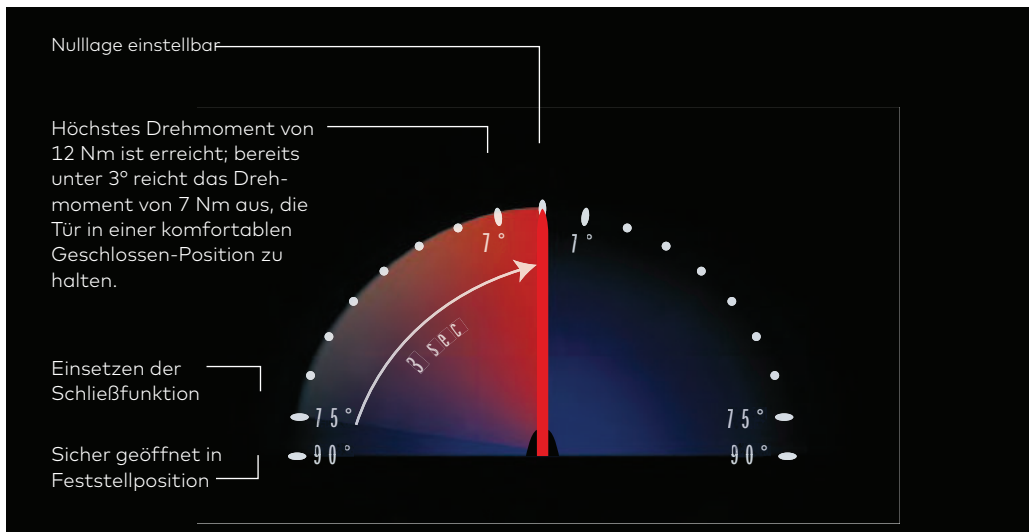 Nulllage einstellbar
Höchstes Drehmoment von
12 Nm ist erreicht; bereits
unter 3° reicht das Dreh-
moment von 7 Nm aus, die
Tür in einer komfortablen
Geschlossen-Position zu
halten.
7° 7°
3 sec
Einsetzen der
Schließfunktion
75° 75°
Sicher geöffnet in
Feststellposition
90° 90°